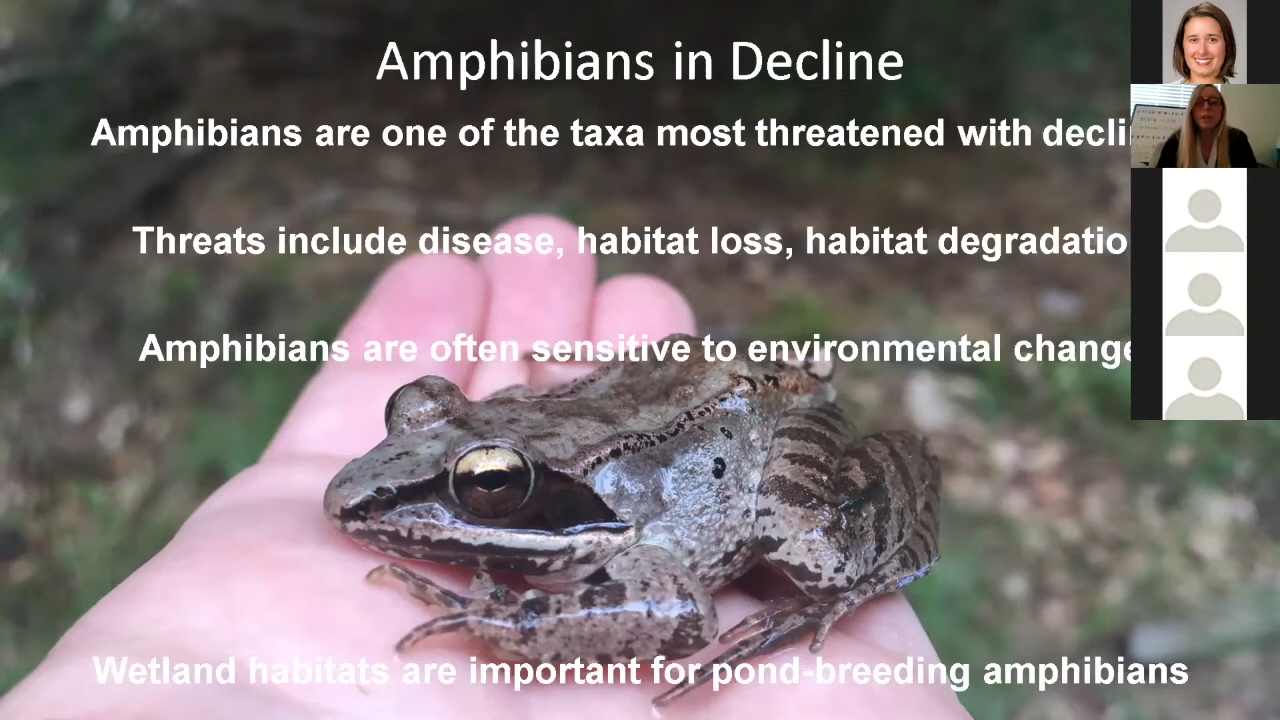 Amphibians in Decline
Amphibians are one of the taxa most threatened with
Threats include disease, habitat loss, habitat
Amphibians are often sensitive to environmental
Wetland habitats are important for pond-breeding amphibians